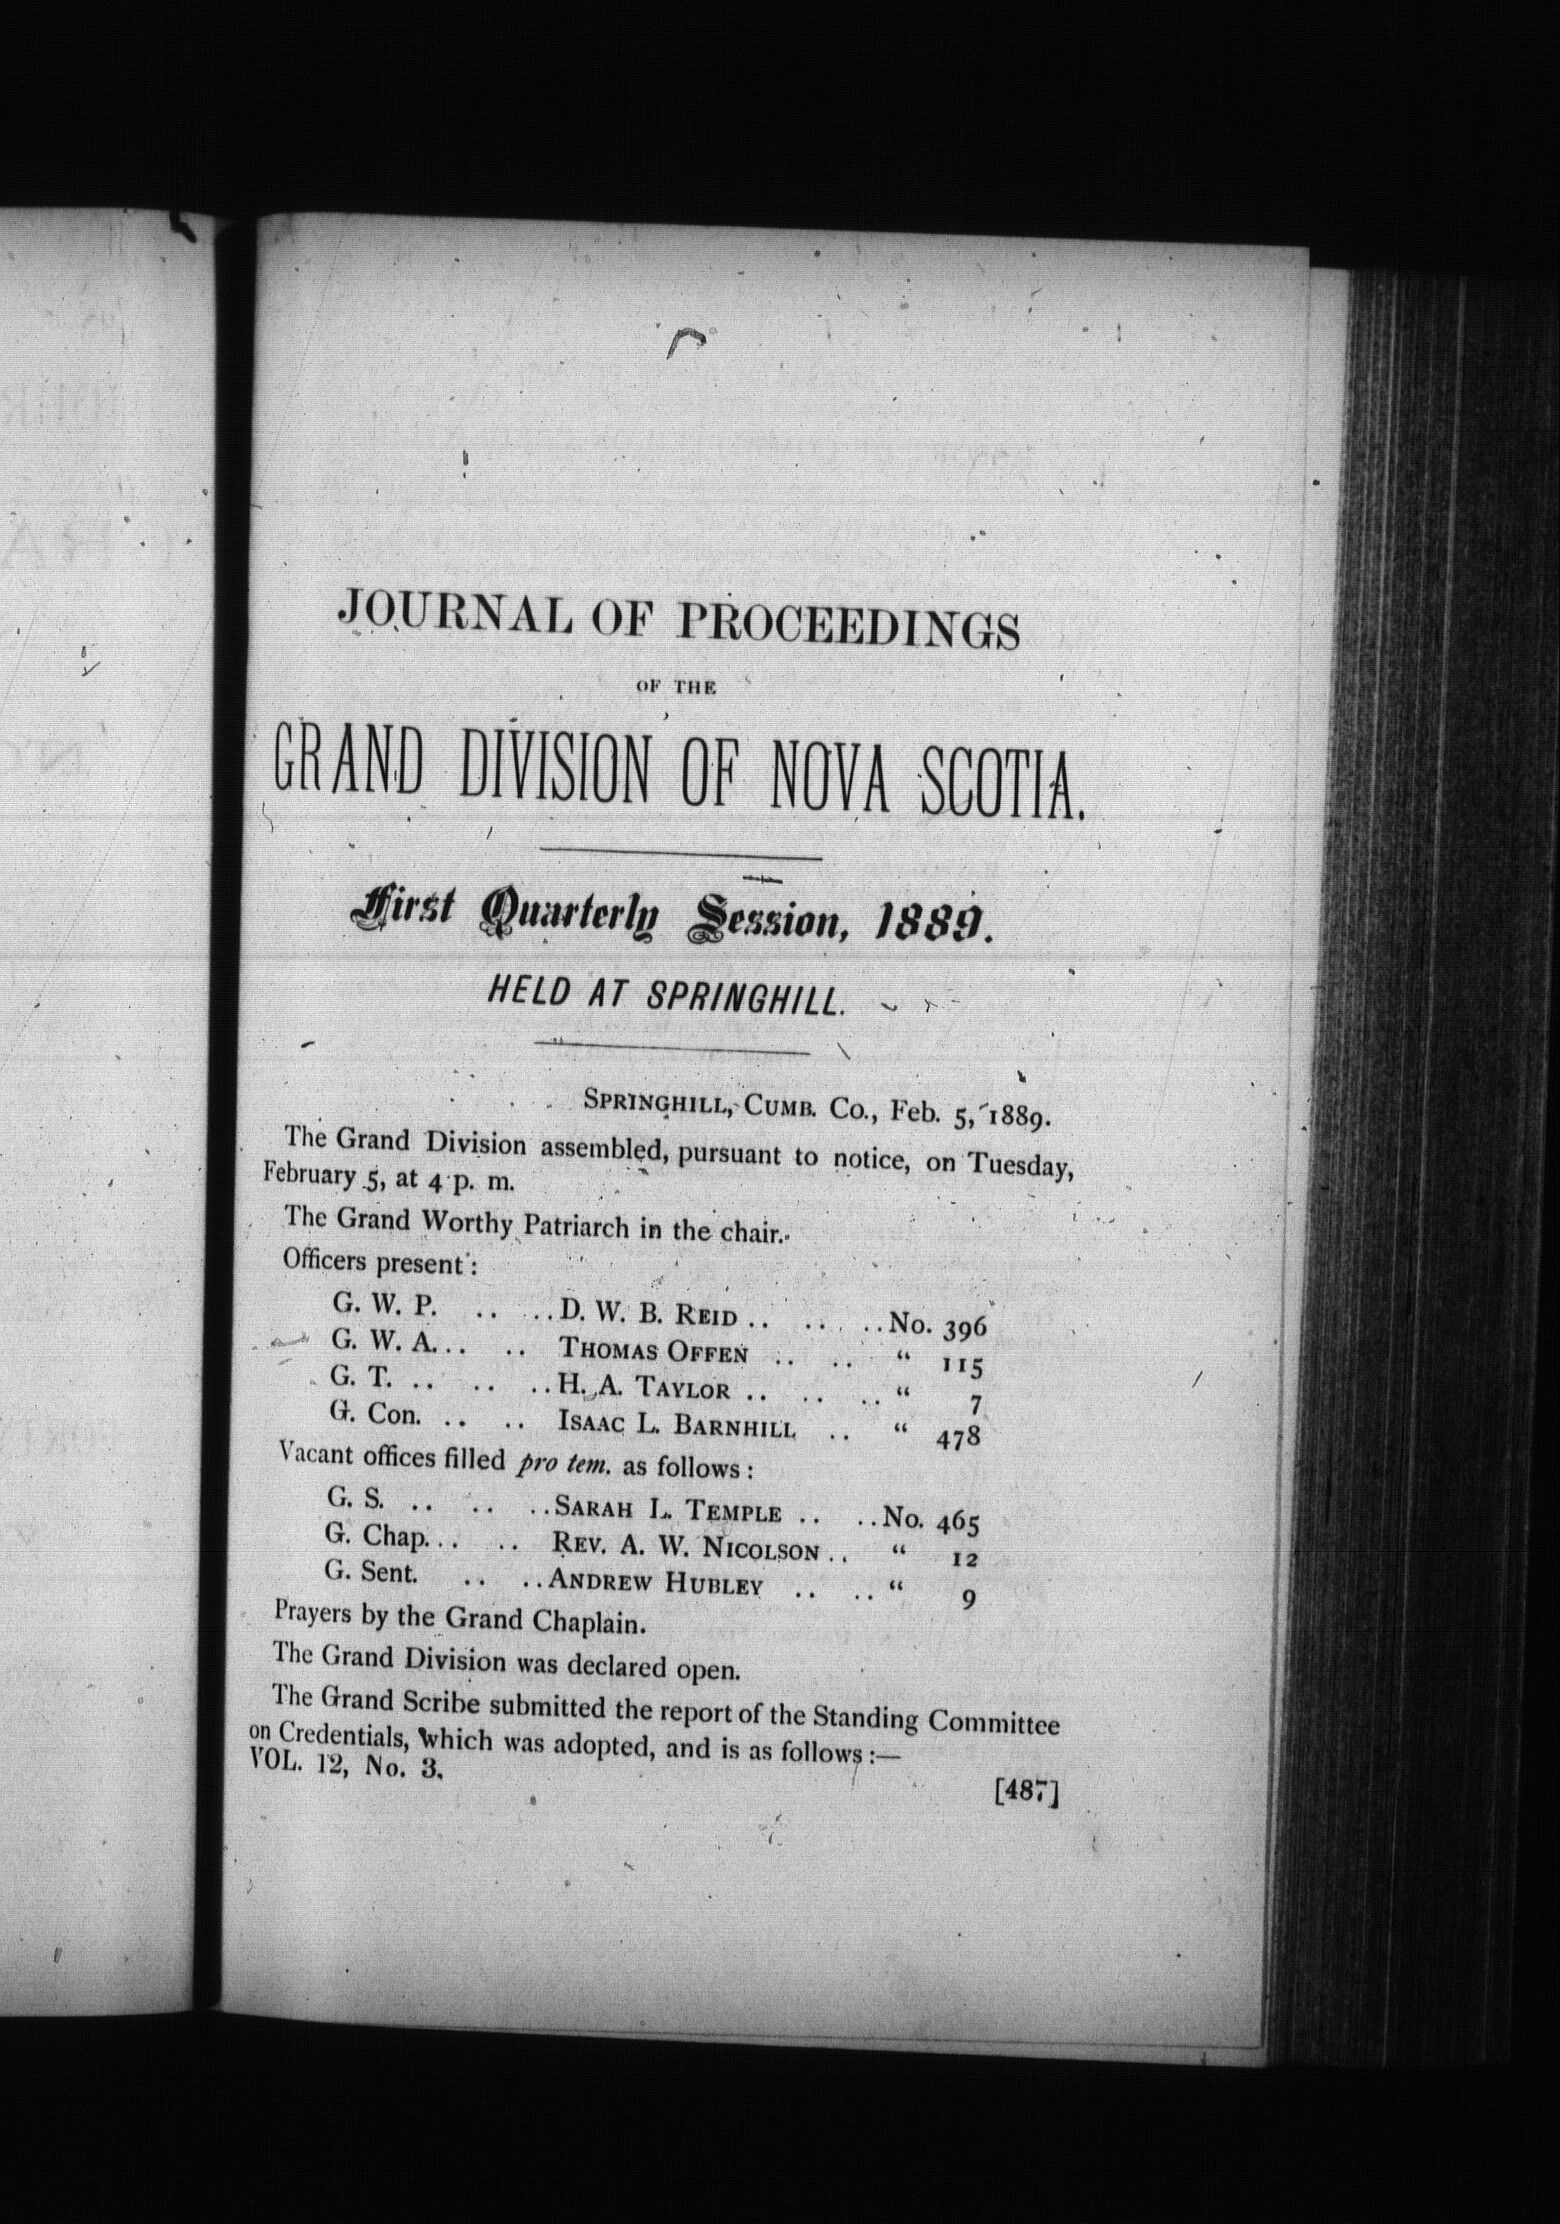 JOURNAL OF PROCEEDINGS
OF THE
GRAND DIVISION OF NOVA SCOTIA.
First Quarterly Session, 1889.
HELD AT SPRINGHILL.
SPRINGHILL, CUMB. Co., Feb. 5, 1889.
The Grand Division assembled, pursuant to notice, on Tuesday,
February 5, at 4 p. m.
The Grand Worthy Patriarch in the chair.
Officers present :
G. W. P. .. .. D. W. B. REID .. .. .. No. 396
G. W. A. .. .. THOMAS OFFEN .. .. “ 115
G. T. .. .. .. H. A. TAYLOR .. .. .. “ 7
G. Con. .. .. ISAAC L. BARNHILL .. “ 478
Vacant offices filled pro tem. as follows :
G. S. .. .. .. SARAH L. TEMPLE .. .. No. 465
G. Chap. .. .. REV. A. W. NICOLSON .. “ 12
G. Sent. .. .. ANDREW HUBLEY .. .. “ 9
Prayers by the Grand Chaplain.
The Grand Division was declared open.
The Grand Scribe submitted the report of the Standing Committee
on Credentials, which was adopted, and is as follows :—
VOL. 12, No. 3.
[487]